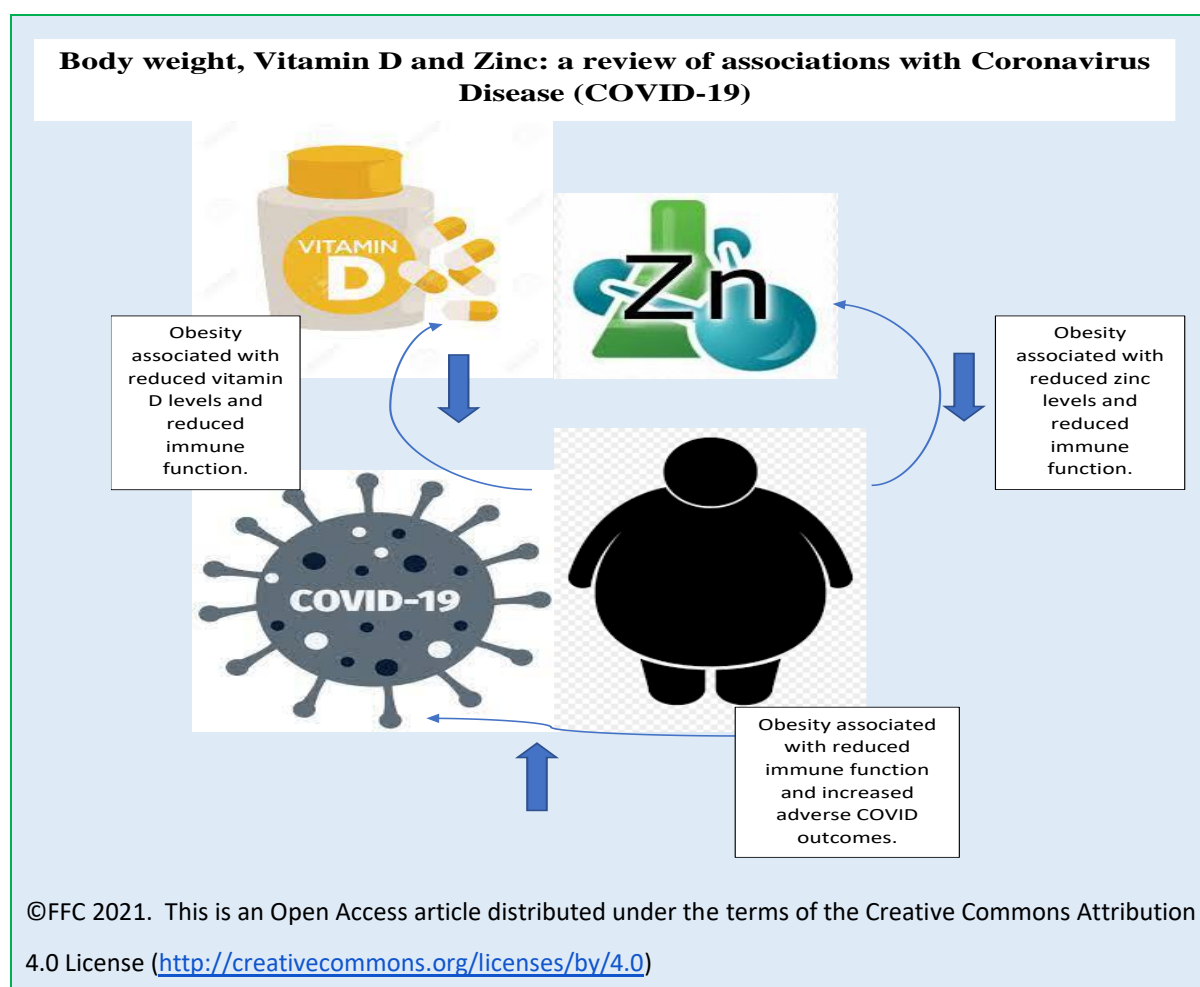 Body weight, Vitamin D and Zinc: a review of associations with Coronavirus
Disease (COVID-19)
VITAMIN
D
Zn
Obesity
associated with
reduced vitamin
D levels and
reduced
immune
function.
Obesity
associated with
reduced zinc
levels and
reduced
immune
function.
COVID-19
Obesity associated
with reduced
immune function
and increased
adverse COVID
outcomes.
©FFC 2021.  This is an Open Access article distributed under the terms of the Creative Commons Attribution
4.0 License (http://creativecommons.org/licenses/by/4.0)